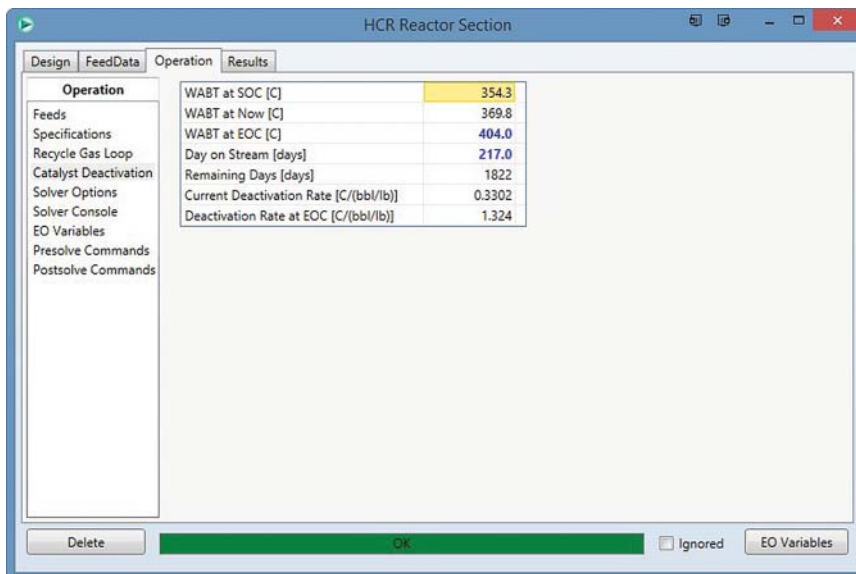 HCR Reactor Section
Design FeedData Operation Results
Operation
Feeds
Specifications
Recycle Gas Loop
Catalyst Deactivation
Solver Options
Solver Console
EO Variables
Presolve Commands
Postsolve Commands
WABT at SOC [C] 354.3
WABT at Now [C] 369.8
WABT at EOC [C] 404.0
Day on Stream [days] 217.0
Remaining Days [days] 1822
Current Deactivation Rate [C/(bbl/lb)] 0.3302
Deactivation Rate at EOC [C/(bbl/lb)] 1.324
Delete OK Ignored EO Variables